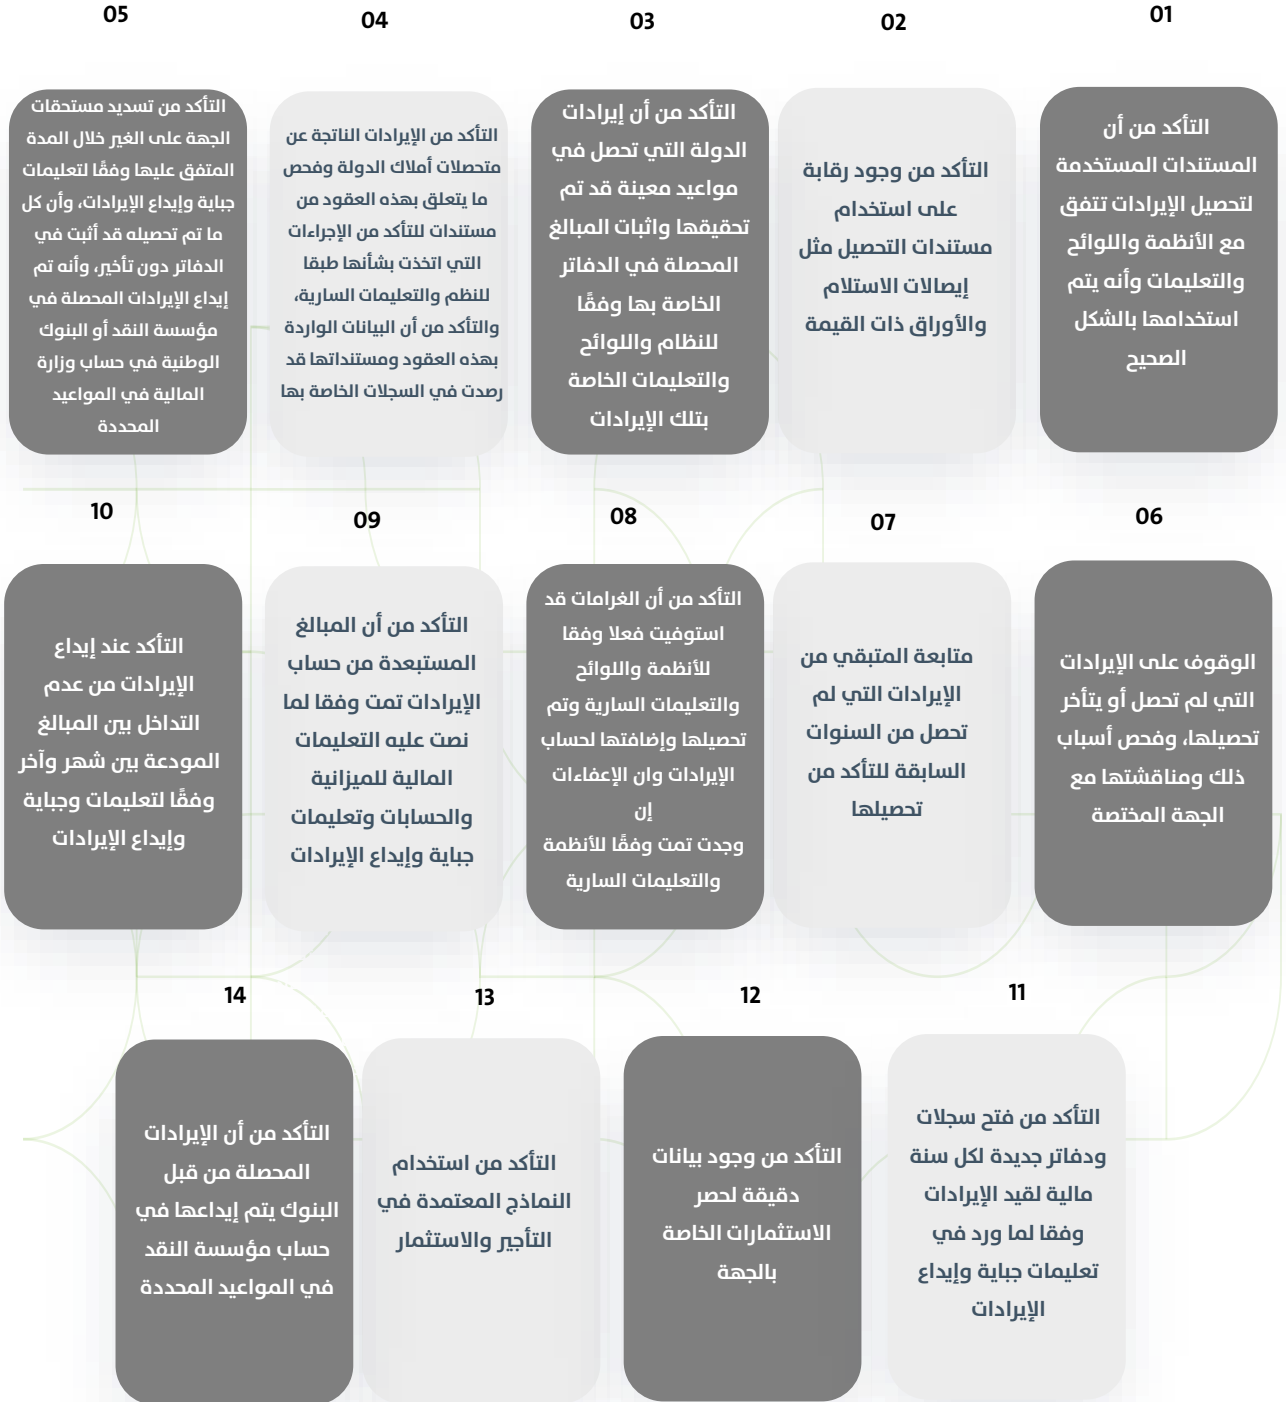 01
التأكد من أن
المستندات المستخدمة
لتحصيل الإيرادات تتفق
مع الأنظمة واللوائح
والتعليمات وأنه يتم
استخدامها بالشكل
الصحيح
02
التأكد من وجود رقابة
على استخدام
مستندات التحصيل مثل
إيصالات الاستلام
والأوراق ذات القيمة
03
التأكد من أن إيرادات
الدولة التي تحصل في
مواعيد معينة قد تم
تحقيقها واثبات المبالغ
المحصلة في الدفاتر
الخاصة بها وفقًا
للنظام واللوائح
والتعليمات الخاصة
بتلك الإيرادات
04
التأكد من الإيرادات الناتجة عن
متحصلات أملاك الدولة وفحص
ما يتعلق بهذه العقود من
مستندات للتأكد من الإجراءات
التي اتخذت بشأنها طبقا
للنظم والتعليمات السارية،
والتأكد من أن البيانات الواردة
بهذه العقود ومستنداتها قد
رصدت في السجلات الخاصة بها
05
التأكد من تسديد مستحقات
الجهة على الغير خلال المدة
المتفق عليها وفقًا لتعليمات
جباية وإيداع الإيرادات، وأن كل
ما تم تحصيله قد أثبت في
الدفاتر دون تأخير، وأنه تم
إيداع الإيرادات المحصلة في
مؤسسة النقد أو البنوك
الوطنية في حساب وزارة
المالية في المواعيد
المحددة
06
الوقوف على الإيرادات
التي لم تحصل أو يتأخر
تحصيلها، وفحص أسباب
ذلك ومناقشتها مع
الجهة المختصة
07
متابعة المتبقي من
الإيرادات التي لم
تحصل من السنوات
السابقة للتأكد من
تحصيلها
08
التأكد من أن الغرامات قد
استوفيت فعلا وفقا
للأنظمة واللوائح
والتعليمات السارية وتم
تحصيلها وإضافتها لحساب
الإيرادات وان الإعفاءات
إن
وجدت تمت وفقًا للأنظمة
والتعليمات السارية
09
التأكد من أن المبالغ
المستبعدة من حساب
الإيرادات تمت وفقا لما
نصت عليه التعليمات
المالية للميزانية
والحسابات وتعليمات
جباية وإيداع الإيرادات
10
التأكد عند إيداع
الإيرادات من عدم
التداخل بين المبالغ
المودعة بين شهر وآخر
وفقًا لتعليمات وجباية
وإيداع الإيرادات
11
التأكد من فتح سجلات
ودفاتر جديدة لكل سنة
مالية لقيد الإيرادات
وفقا لما ورد في
تعليمات جباية وإيداع
الإيرادات
12
التأكد من وجود بيانات
دقيقة لحصر
الاستثمارات الخاصة
بالجهة
13
التأكد من استخدام
النماذج المعتمدة في
التأجير والاستثمار
14
التأكد من أن الإيرادات
المحصلة من قبل
البنوك يتم إيداعها في
حساب مؤسسة النقد
في المواعيد المحددة